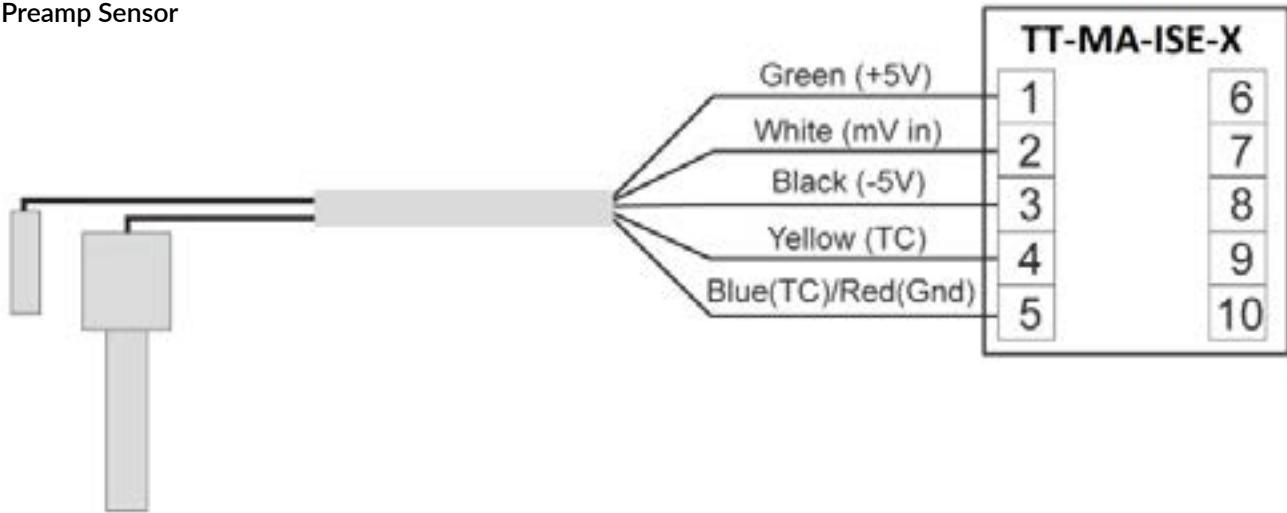 Preamp Sensor
TT-MA-ISE-X
Green (+5V)
1
6
White (mV in)
2
7
Black (-5V)
3
8
Yellow (TC)
4
9
Blue(TC)/Red(Gnd)
5
10